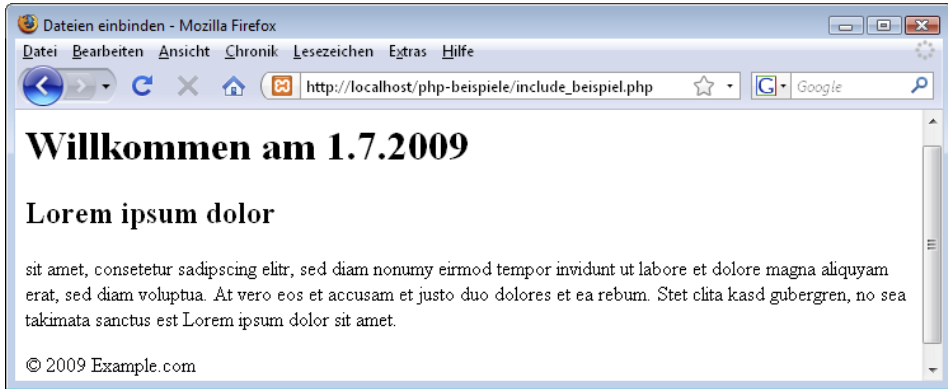 Dateien einbinden - Mozilla Firefox
Datei Bearbeiten Ansicht Chronik Lesezeichen Extras Hilfe
http://localhost/php-beispiele/include_beispiel.php G Google
Willkommen am 1.7.2009
Lorem ipsum dolor
sit amet, consetetur sadipscing elitr, sed diam nonumy eirmod tempor invidunt ut labore et dolore magna aliquyam
erat, sed diam voluptua. At vero eos et accusam et justo duo dolores et ea rebum. Stet clita kasd gubergren, no sea
takimata sanctus est Lorem ipsum dolor sit amet.
© 2009 Example.com